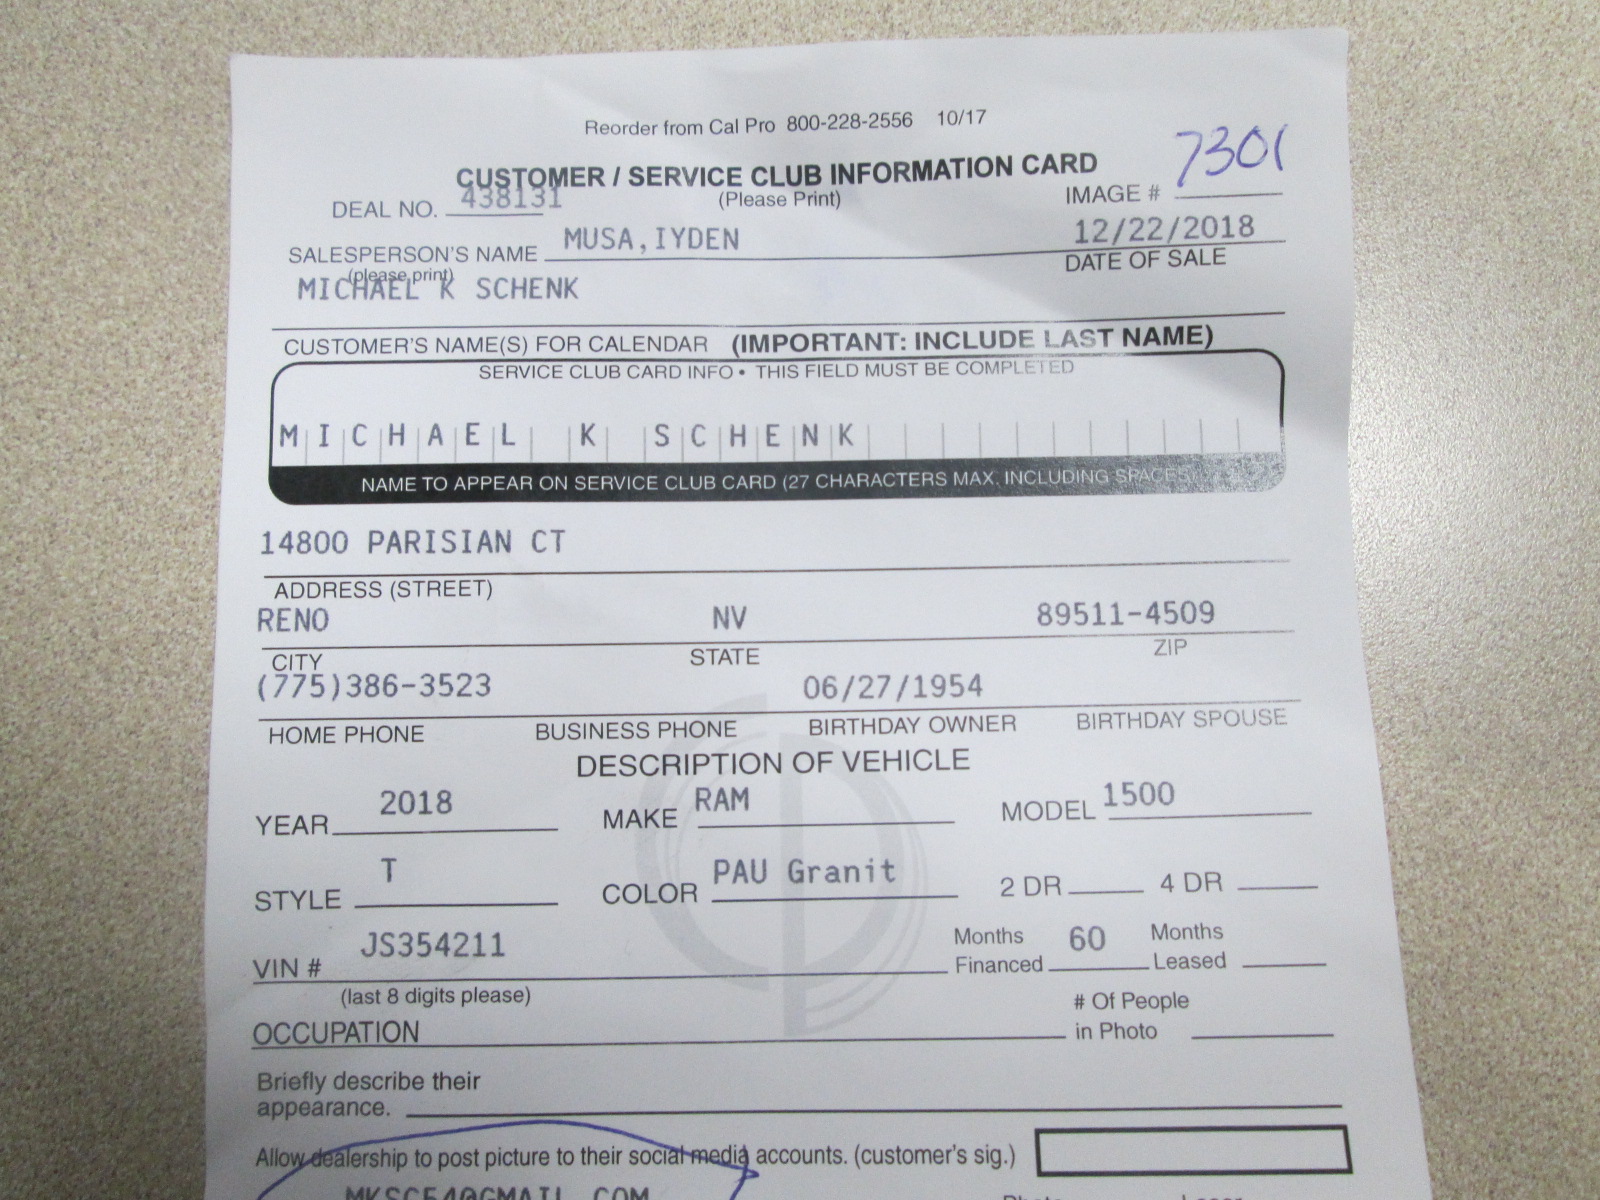 Reorder from Cal Pro 800-228-2556 10/17
CUSTOMER / SERVICE CLUB INFORMATION CARD
7301
DEAL NO. 438131 (Please Print) IMAGE #
SALESPERSON'S NAME MUSA,IYDEN 12/22/2018
(please print) DATE OF SALE
MICHAEL K SCHENK
CUSTOMER'S NAME(S) FOR CALENDAR (IMPORTANT: INCLUDE LAST NAME)
SERVICE CLUB CARD INFO • THIS FIELD MUST BE COMPLETED
MICHAEL K SCHENK
NAME TO APPEAR ON SERVICE CLUB CARD (27 CHARACTERS MAX. INCLUDING SPACES)
14800 PARISIAN CT
ADDRESS (STREET)
RENO NV 89511-4509
CITY STATE ZIP
(775)386-3523 06/27/1954
HOME PHONE BUSINESS PHONE BIRTHDAY OWNER BIRTHDAY SPOUSE
DESCRIPTION OF VEHICLE
YEAR 2018 MAKE RAM MODEL 1500
STYLE T COLOR PAU Granit 2 DR 4 DR
VIN # JS354211 Months Financed 60 Months Leased
(last 8 digits please)
OCCUPATION # Of People in Photo
Briefly describe their
appearance.
Allow dealership to post picture to their social media accounts. (customer's sig.)
MKSC54@GMAIL.COM